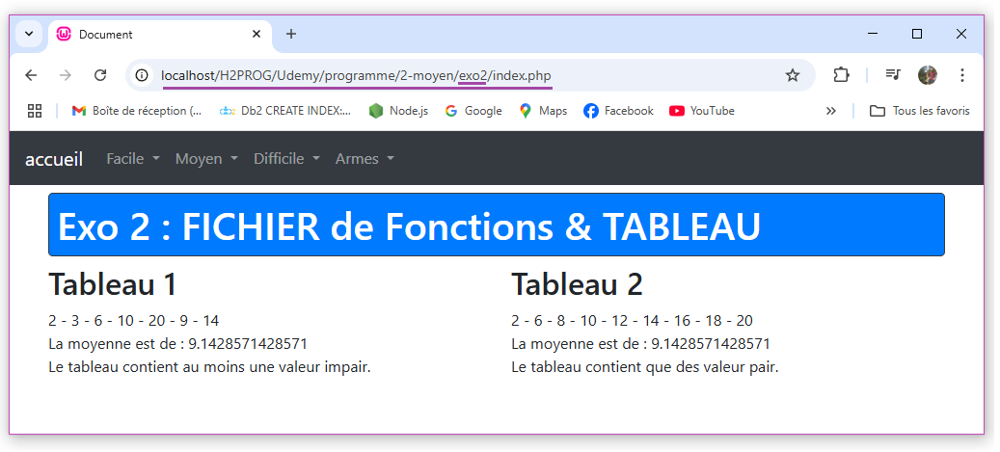 Document
localhost/H2PROG/Udemy/programme/2-moyen/exo2/index.php
Boîte de réception (... Db2 CREATE INDEX:... Node.js Google Maps Facebook YouTube » Tous les favoris
accueil Facile Moyen Difficile Armes
Exo 2 : FICHIER de Fonctions & TABLEAU
Tableau 1
2 - 3 - 6 - 10 - 20 - 9 - 14
La moyenne est de : 9.1428571428571
Le tableau contient au moins une valeur impair.
Tableau 2
2 - 6 - 8 - 10 - 12 - 14 - 16 - 18 - 20
La moyenne est de : 9.1428571428571
Le tableau contient que des valeur pair.